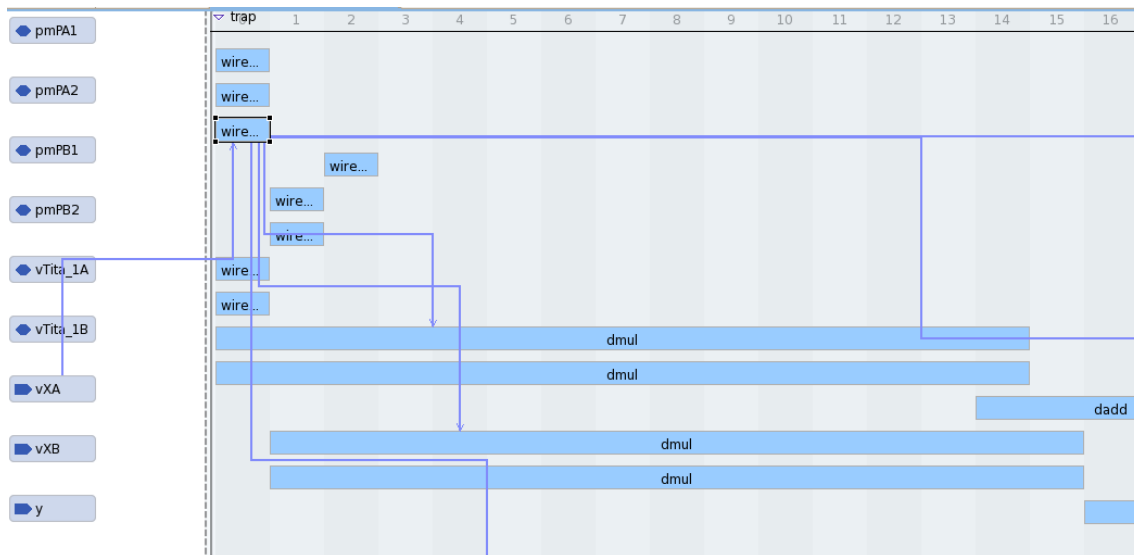 trap
1 2 3 4 5 6 7 8 9 10 11 12 13 14 15 16
pmPA1
wire...
pmPA2
wire...
wire...
pmPB1
wire...
wire...
pmPB2
wire...
vTita_1A
wire...
wire...
vTita_1B
dmul
dmul
vXA
dadd
vXB
dmul
dmul
y